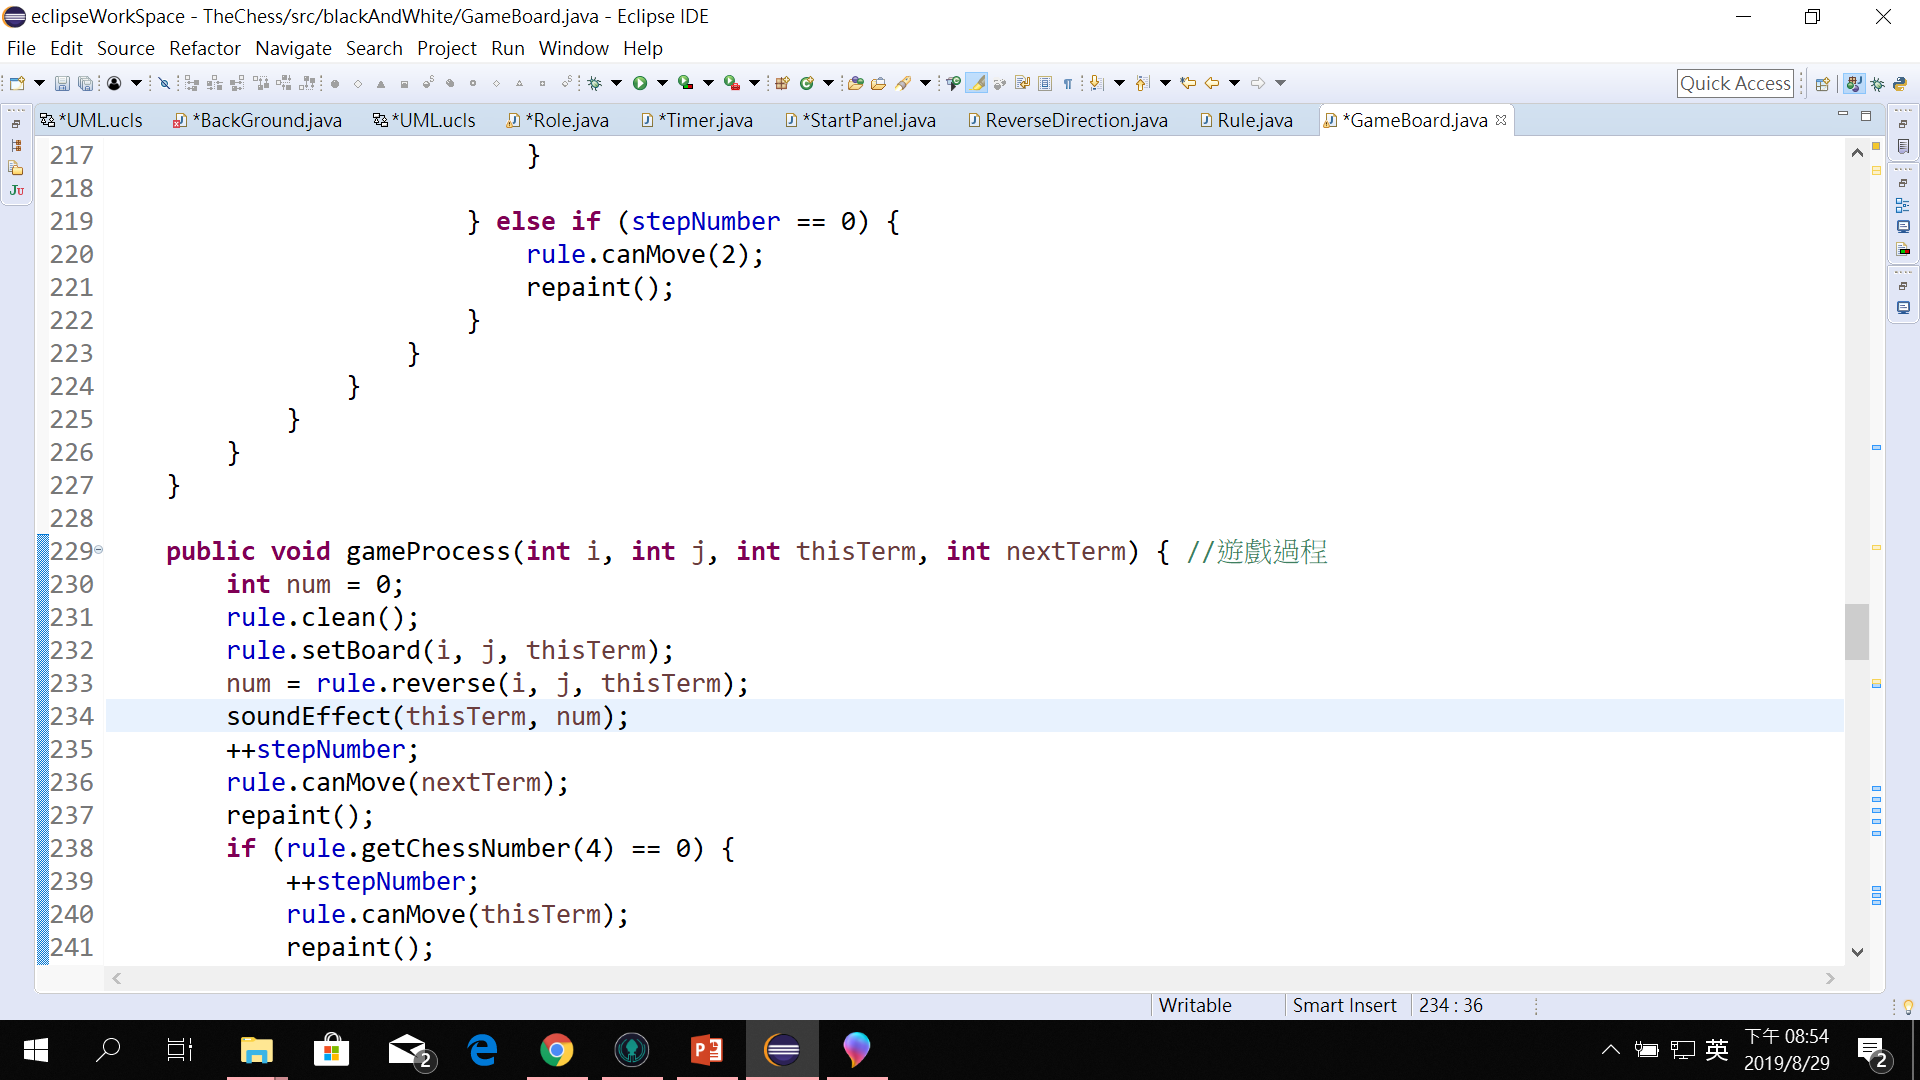 eclipseWorkSpace - TheChess/src/blackAndWhite/GameBoard.java - Eclipse IDE
File Edit Source Refactor Navigate Search Project Run Window Help
Quick Access
*UML.ucls *BackGround.java *UML.ucls *Role.java *Timer.java *StartPanel.java ReverseDirection.java Rule.java *GameBoard.java
217 }
218
219 } else if (stepNumber == 0) {
220 rule.canMove(2);
221 repaint();
222 }
223 }
224 }
225 }
226 }
227 }
228
229 public void gameProcess(int i, int j, int thisTerm, int nextTerm) { //遊戲過程
230 int num = 0;
231 rule.clean();
232 rule.setBoard(i, j, thisTerm);
233 num = rule.reverse(i, j, thisTerm);
234 soundEffect(thisTerm, num);
235 ++stepNumber;
236 rule.canMove(nextTerm);
237 repaint();
238 if (rule.getChessNumber(4) == 0) {
239 ++stepNumber;
240 rule.canMove(thisTerm);
241 repaint();
Writable Smart Insert 234 : 36
2
英
下午 08:54
2019/8/29
2